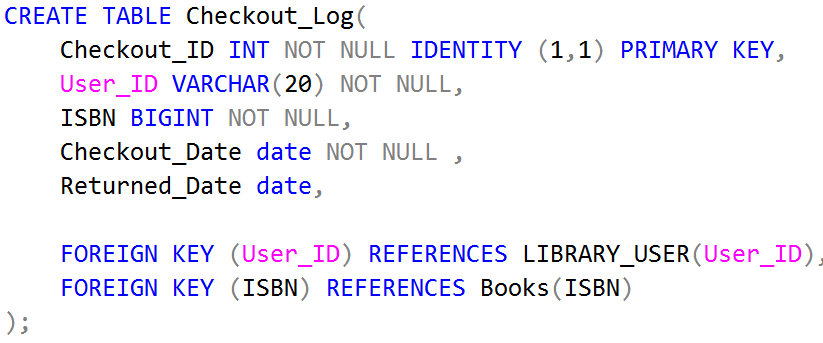 CREATE TABLE Checkout_Log(
Checkout_ID INT NOT NULL IDENTITY (1,1) PRIMARY KEY,
User_ID VARCHAR(20) NOT NULL,
ISBN BIGINT NOT NULL,
Checkout_Date date NOT NULL ,
Returned_Date date,
FOREIGN KEY (User_ID) REFERENCES LIBRARY_USER(User_ID),
FOREIGN KEY (ISBN) REFERENCES Books(ISBN)
);